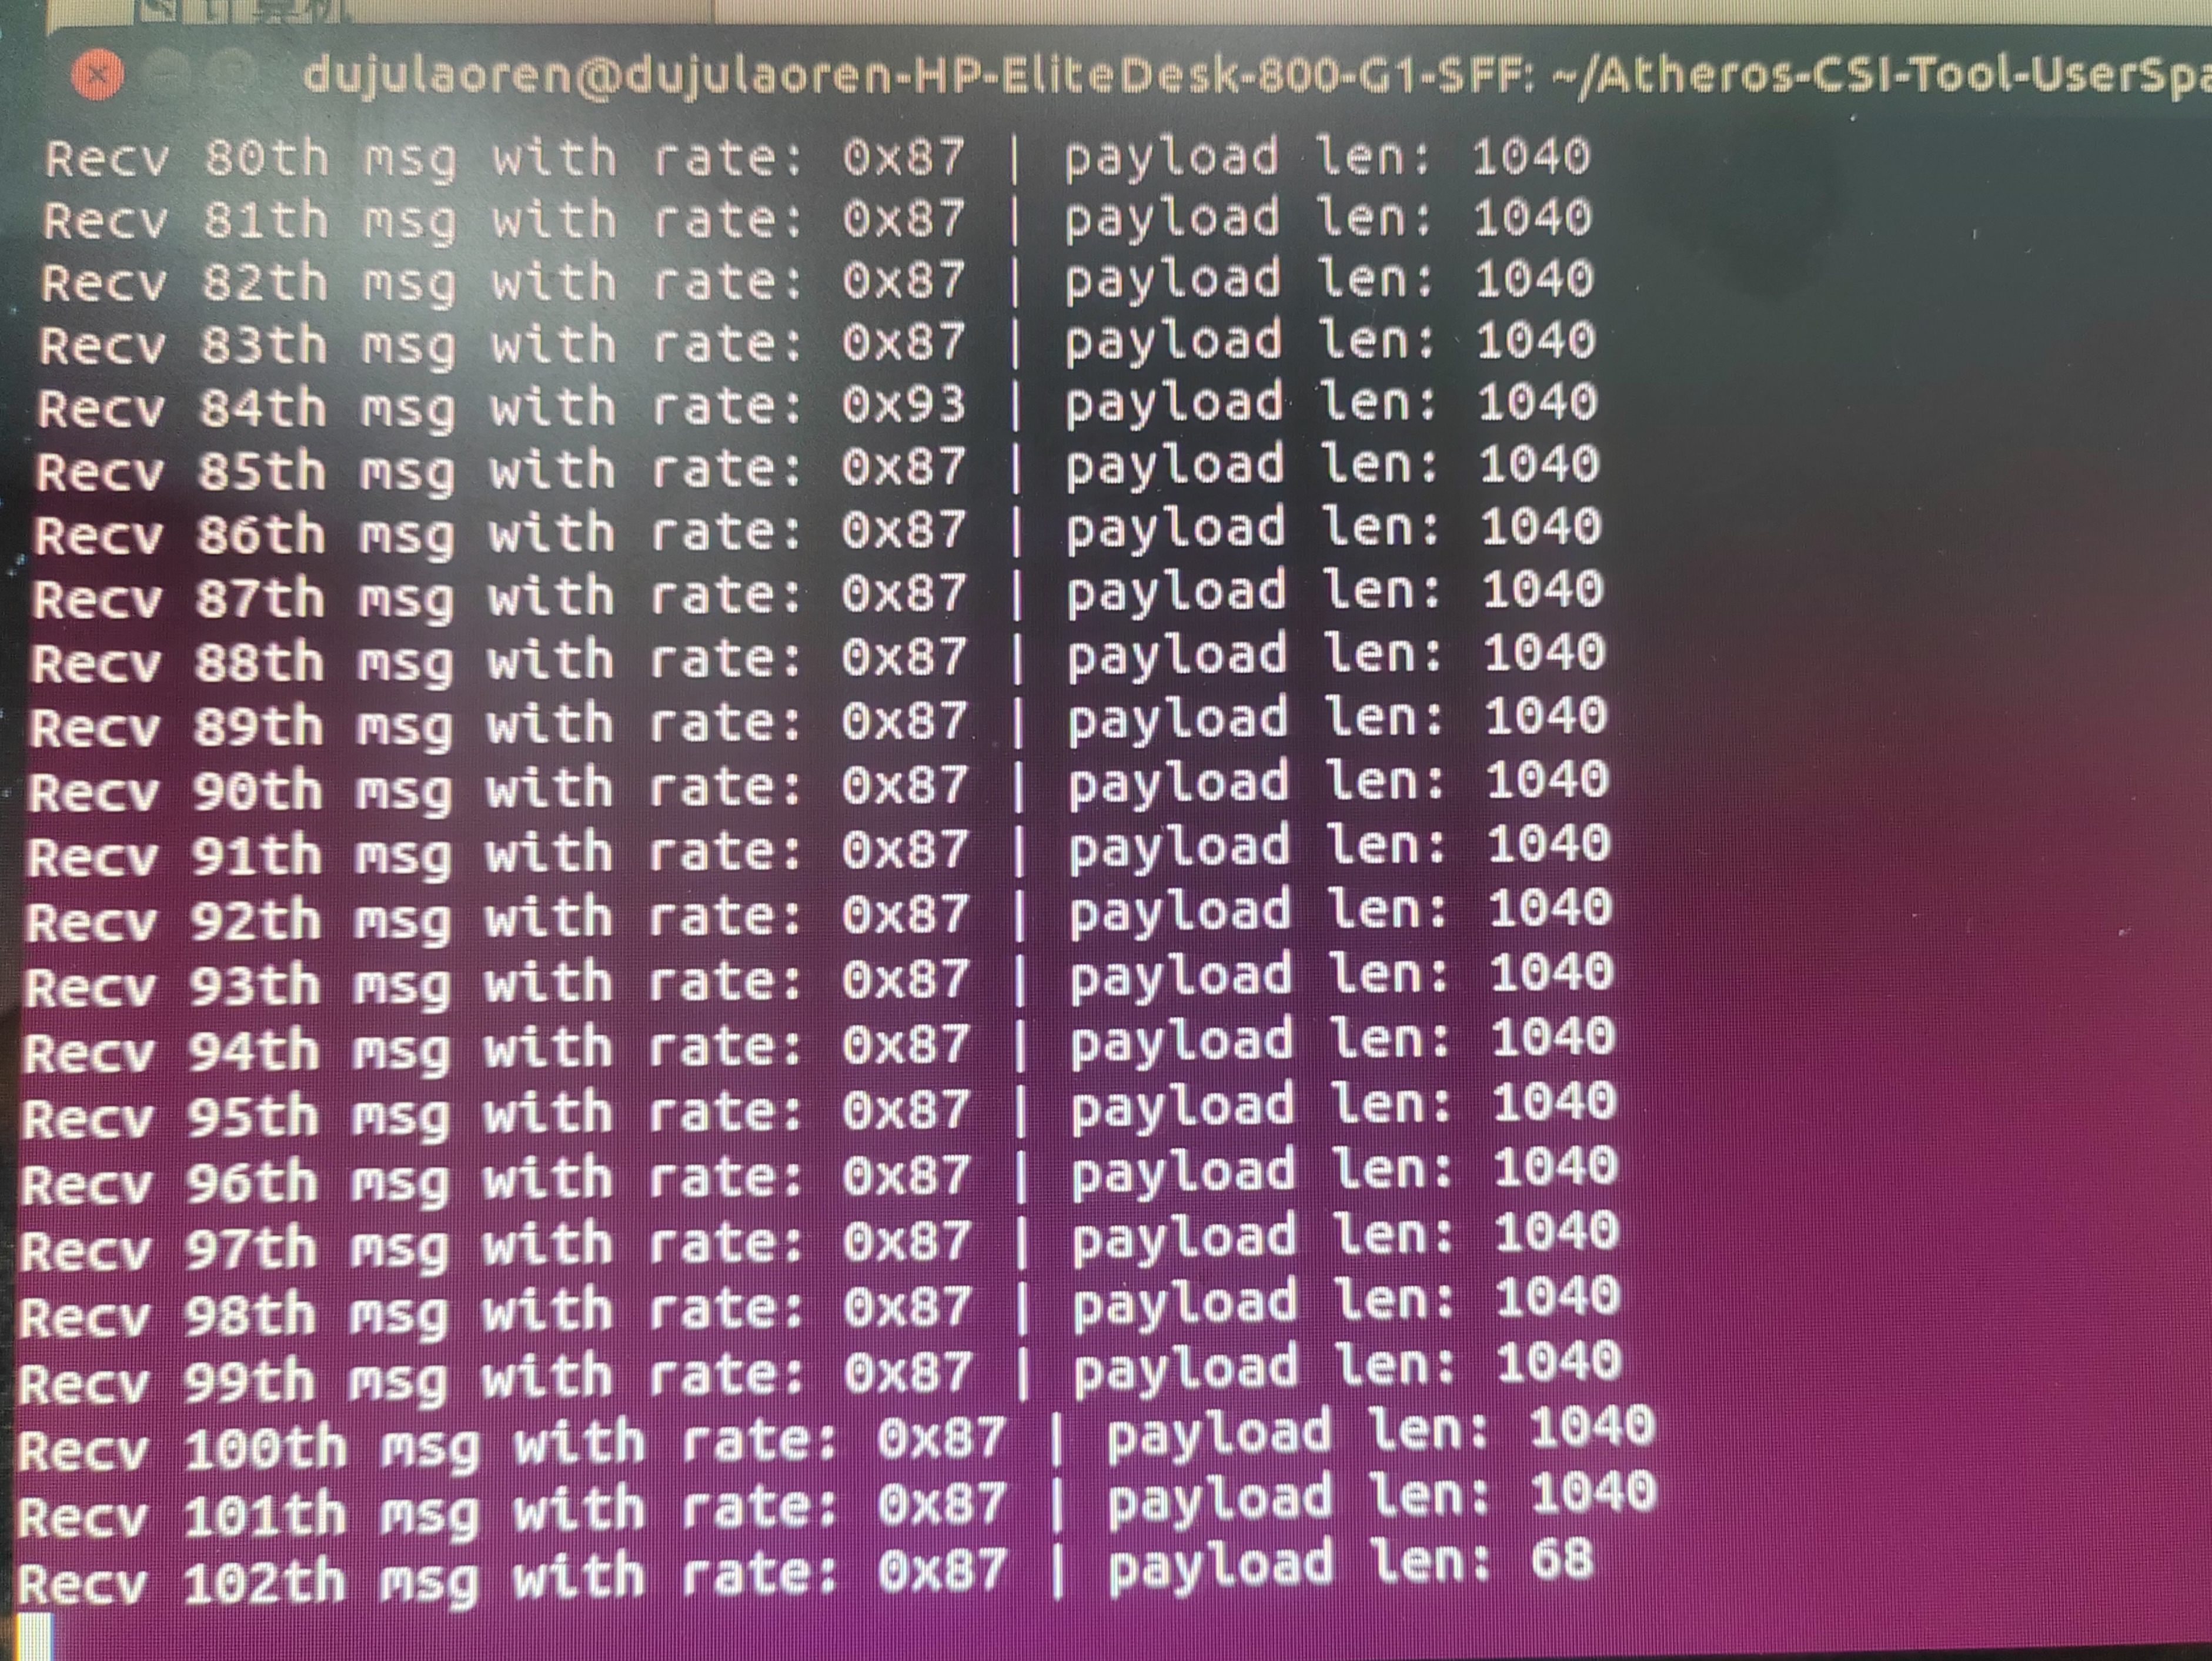 计算机
dujulaoren@dujulaoren-HP-EliteDesk-800-G1-SFF: ~/Atheros-CSI-Tool-UserSpa
Recv 80th msg with rate: 0x87 | payload len: 1040
Recv 81th msg with rate: 0x87 | payload len: 1040
Recv 82th msg with rate: 0x87 | payload len: 1040
Recv 83th msg with rate: 0x87 | payload len: 1040
Recv 84th msg with rate: 0x93 | payload len: 1040
Recv 85th msg with rate: 0x87 | payload len: 1040
Recv 86th msg with rate: 0x87 | payload len: 1040
Recv 87th msg with rate: 0x87 | payload len: 1040
Recv 88th msg with rate: 0x87 | payload len: 1040
Recv 89th msg with rate: 0x87 | payload len: 1040
Recv 90th msg with rate: 0x87 | payload len: 1040
Recv 91th msg with rate: 0x87 | payload len: 1040
Recv 92th msg with rate: 0x87 | payload len: 1040
Recv 93th msg with rate: 0x87 | payload len: 1040
Recv 94th msg with rate: 0x87 | payload len: 1040
Recv 95th msg with rate: 0x87 | payload len: 1040
Recv 96th msg with rate: 0x87 | payload len: 1040
Recv 97th msg with rate: 0x87 | payload len: 1040
Recv 98th msg with rate: 0x87 | payload len: 1040
Recv 99th msg with rate: 0x87 | payload len: 1040
Recv 100th msg with rate: 0x87 | payload len: 1040
Recv 101th msg with rate: 0x87 | payload len: 1040
Recv 102th msg with rate: 0x87 | payload len: 68